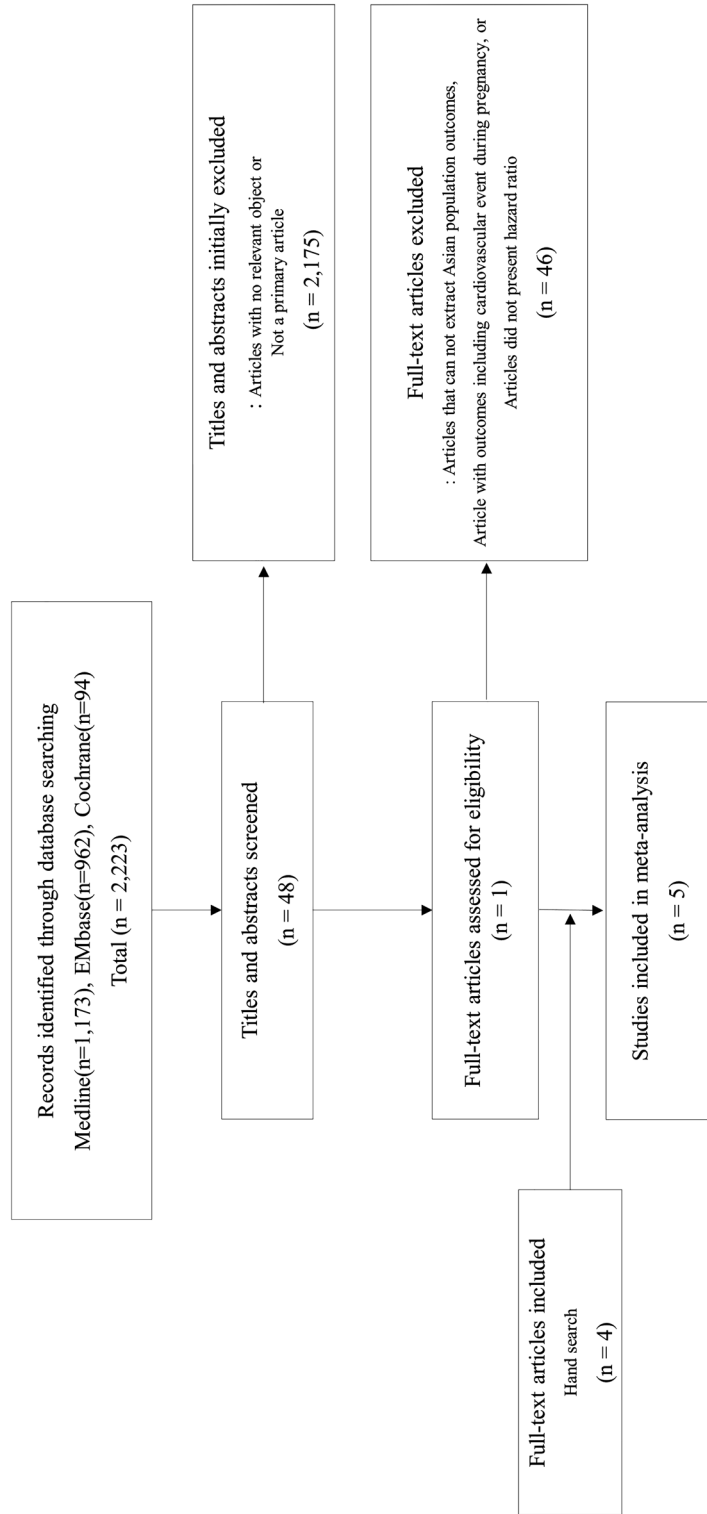 Records identified through database searching
Medline(n=1,173), EMbase(n=962), Cochrane(n=94)
Total (n = 2,223)
Titles and abstracts screened
(n = 48)
Titles and abstracts initially excluded
: Articles with no relevant object or
Not a primary article
(n = 2,175)
Full-text articles assessed for eligibility
(n = 1)
Full-text articles excluded
: Articles that can not extract Asian population outcomes,
Article with outcomes including cardiovascular event during pregnancy, or
Articles did not present hazard ratio
(n = 46)
Full-text articles included
Hand search
(n = 4)
Studies included in meta-analysis
(n = 5)